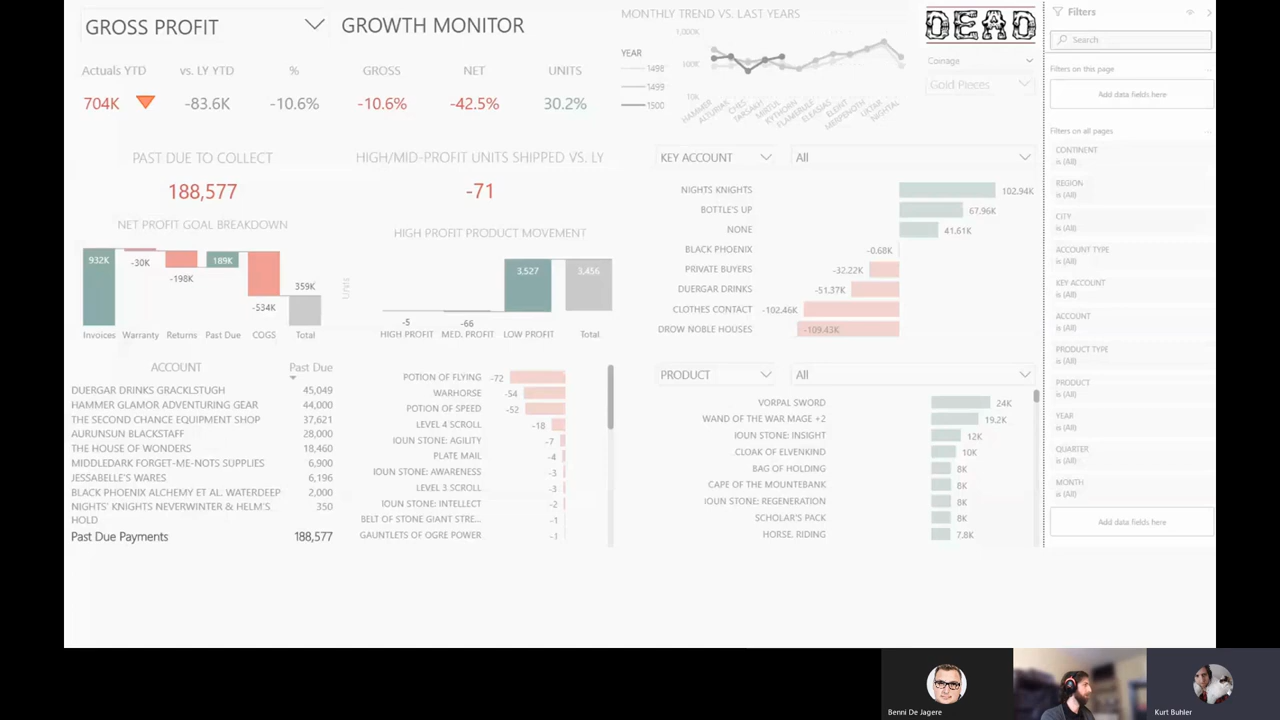 GROSS PROFIT
GROWTH MONITOR
MONTHLY TREND VS. LAST YEARS
DEAD
Filters
Search
Actuals YTD
vs. LY YTD
%
GROSS
NET
UNITS
704K
-83.6K
-10.6%
-10.6%
-42.5%
30.2%
YEAR
1498
1499
1500
1,000K
100K
10K
HAMMER
ALTURIAK
CHES
TARSAKH
MIRTUL
KYTHORN
FLAMERULE
ELEASIAS
ELEINT
MERPENOTH
UKTAR
NIGHTAL
Coinage
Gold Pieces
Filters on this page
Add data fields here
Filters on all pages
CONTINENT
is (All)
REGION
is (All)
CITY
is (All)
ACCOUNT TYPE
is (All)
KEY ACCOUNT
is (All)
ACCOUNT
is (All)
PRODUCT TYPE
is (All)
PRODUCT
is (All)
YEAR
is (All)
QUARTER
is (All)
MONTH
is (All)
Add data fields here
PAST DUE TO COLLECT
188,577
HIGH/MID-PROFIT UNITS SHIPPED VS. LY
-71
NET PROFIT GOAL BREAKDOWN
932K
-30K
-198K
189K
-534K
359K
Invoices
Warranty
Returns
Past Due
COGS
Total
HIGH PROFIT PRODUCT MOVEMENT
UNITS
-5
-66
3,527
3,456
HIGH PROFIT
MED. PROFIT
LOW PROFIT
Total
KEY ACCOUNT
All
NIGHTS KNIGHTS 102.94K
BOTTLE'S UP 67.96K
NONE 41.61K
BLACK PHOENIX -0.68K
PRIVATE BUYERS -32.22K
DUERGAR DRINKS -51.37K
CLOTHES CONTACT -102.46K
DROW NOBLE HOUSES -109.43K
ACCOUNT Past Due
DUERGAR DRINKS GRACKLSTUGH 45,049
HAMMER GLAMOR ADVENTURING GEAR 44,000
THE SECOND CHANCE EQUIPMENT SHOP 37,621
AURUNSUN BLACKSTAFF 28,000
THE HOUSE OF WONDERS 18,460
MIDDLEDARK FORGET-ME-NOTS SUPPLIES 6,900
JESSABELLE'S WARES 6,196
BLACK PHOENIX ALCHEMY ET AL. WATERDEEP 2,000
NIGHTS' KNIGHTS NEVERWINTER & HELM'S 350
HOLD
Past Due Payments 188,577
POTION OF FLYING -72
WARHORSE -54
POTION OF SPEED -52
LEVEL 4 SCROLL -18
IOUN STONE: AGILITY -7
PLATE MAIL -4
IOUN STONE: AWARENESS -3
LEVEL 3 SCROLL -3
IOUN STONE: INTELLECT -2
BELT OF STONE GIANT STRE... -1
GAUNTLETS OF OGRE POWER -1
PRODUCT
All
VORPAL SWORD 24K
WAND OF THE WAR MAGE +2 19.2K
IOUN STONE: INSIGHT 12K
CLOAK OF ELVENKIND 10K
BAG OF HOLDING 8K
CAPE OF THE MOUNTEBANK 8K
IOUN STONE: REGENERATION 8K
SCHOLAR'S PACK 8K
HORSE, RIDING 7.8K
Benni De Jagere
Kurt Buhler